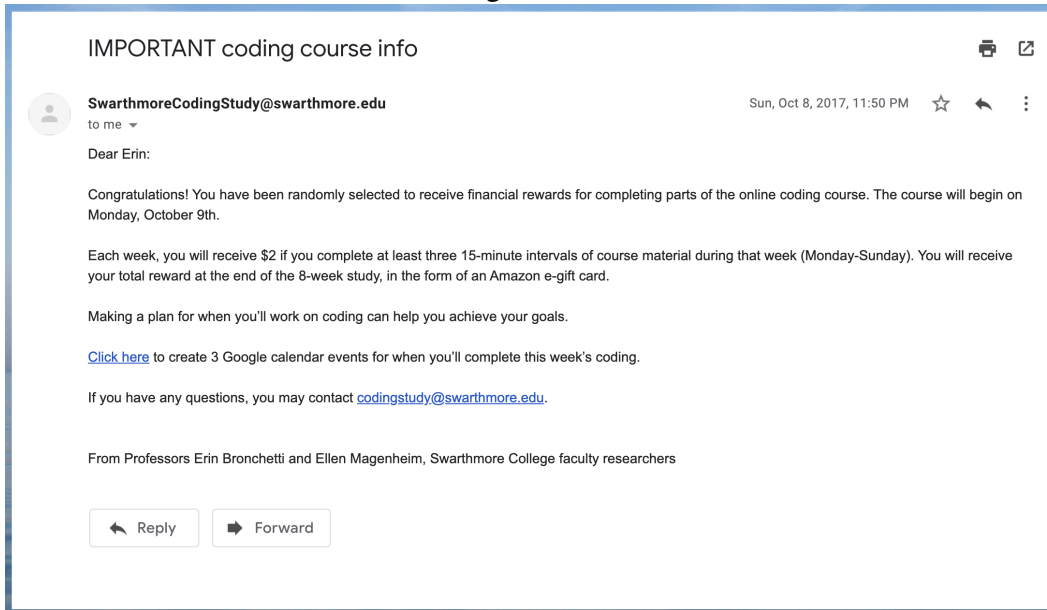 IMPORTANT coding course info
SwarthmoreCodingStudy@swarthmore.edu
Sun, Oct 8, 2017, 11:50 PM
to me
Dear Erin:
Congratulations! You have been randomly selected to receive financial rewards for completing parts of the online coding course. The course will begin on
Monday, October 9th.
Each week, you will receive $2 if you complete at least three 15-minute intervals of course material during that week (Monday-Sunday). You will receive
your total reward at the end of the 8-week study, in the form of an Amazon e-gift card.
Making a plan for when you’ll work on coding can help you achieve your goals.
Click here to create 3 Google calendar events for when you’ll complete this week’s coding.
If you have any questions, you may contact codingstudy@swarthmore.edu.
From Professors Erin Bronchetti and Ellen Magenheim, Swarthmore College faculty researchers
Reply
Forward